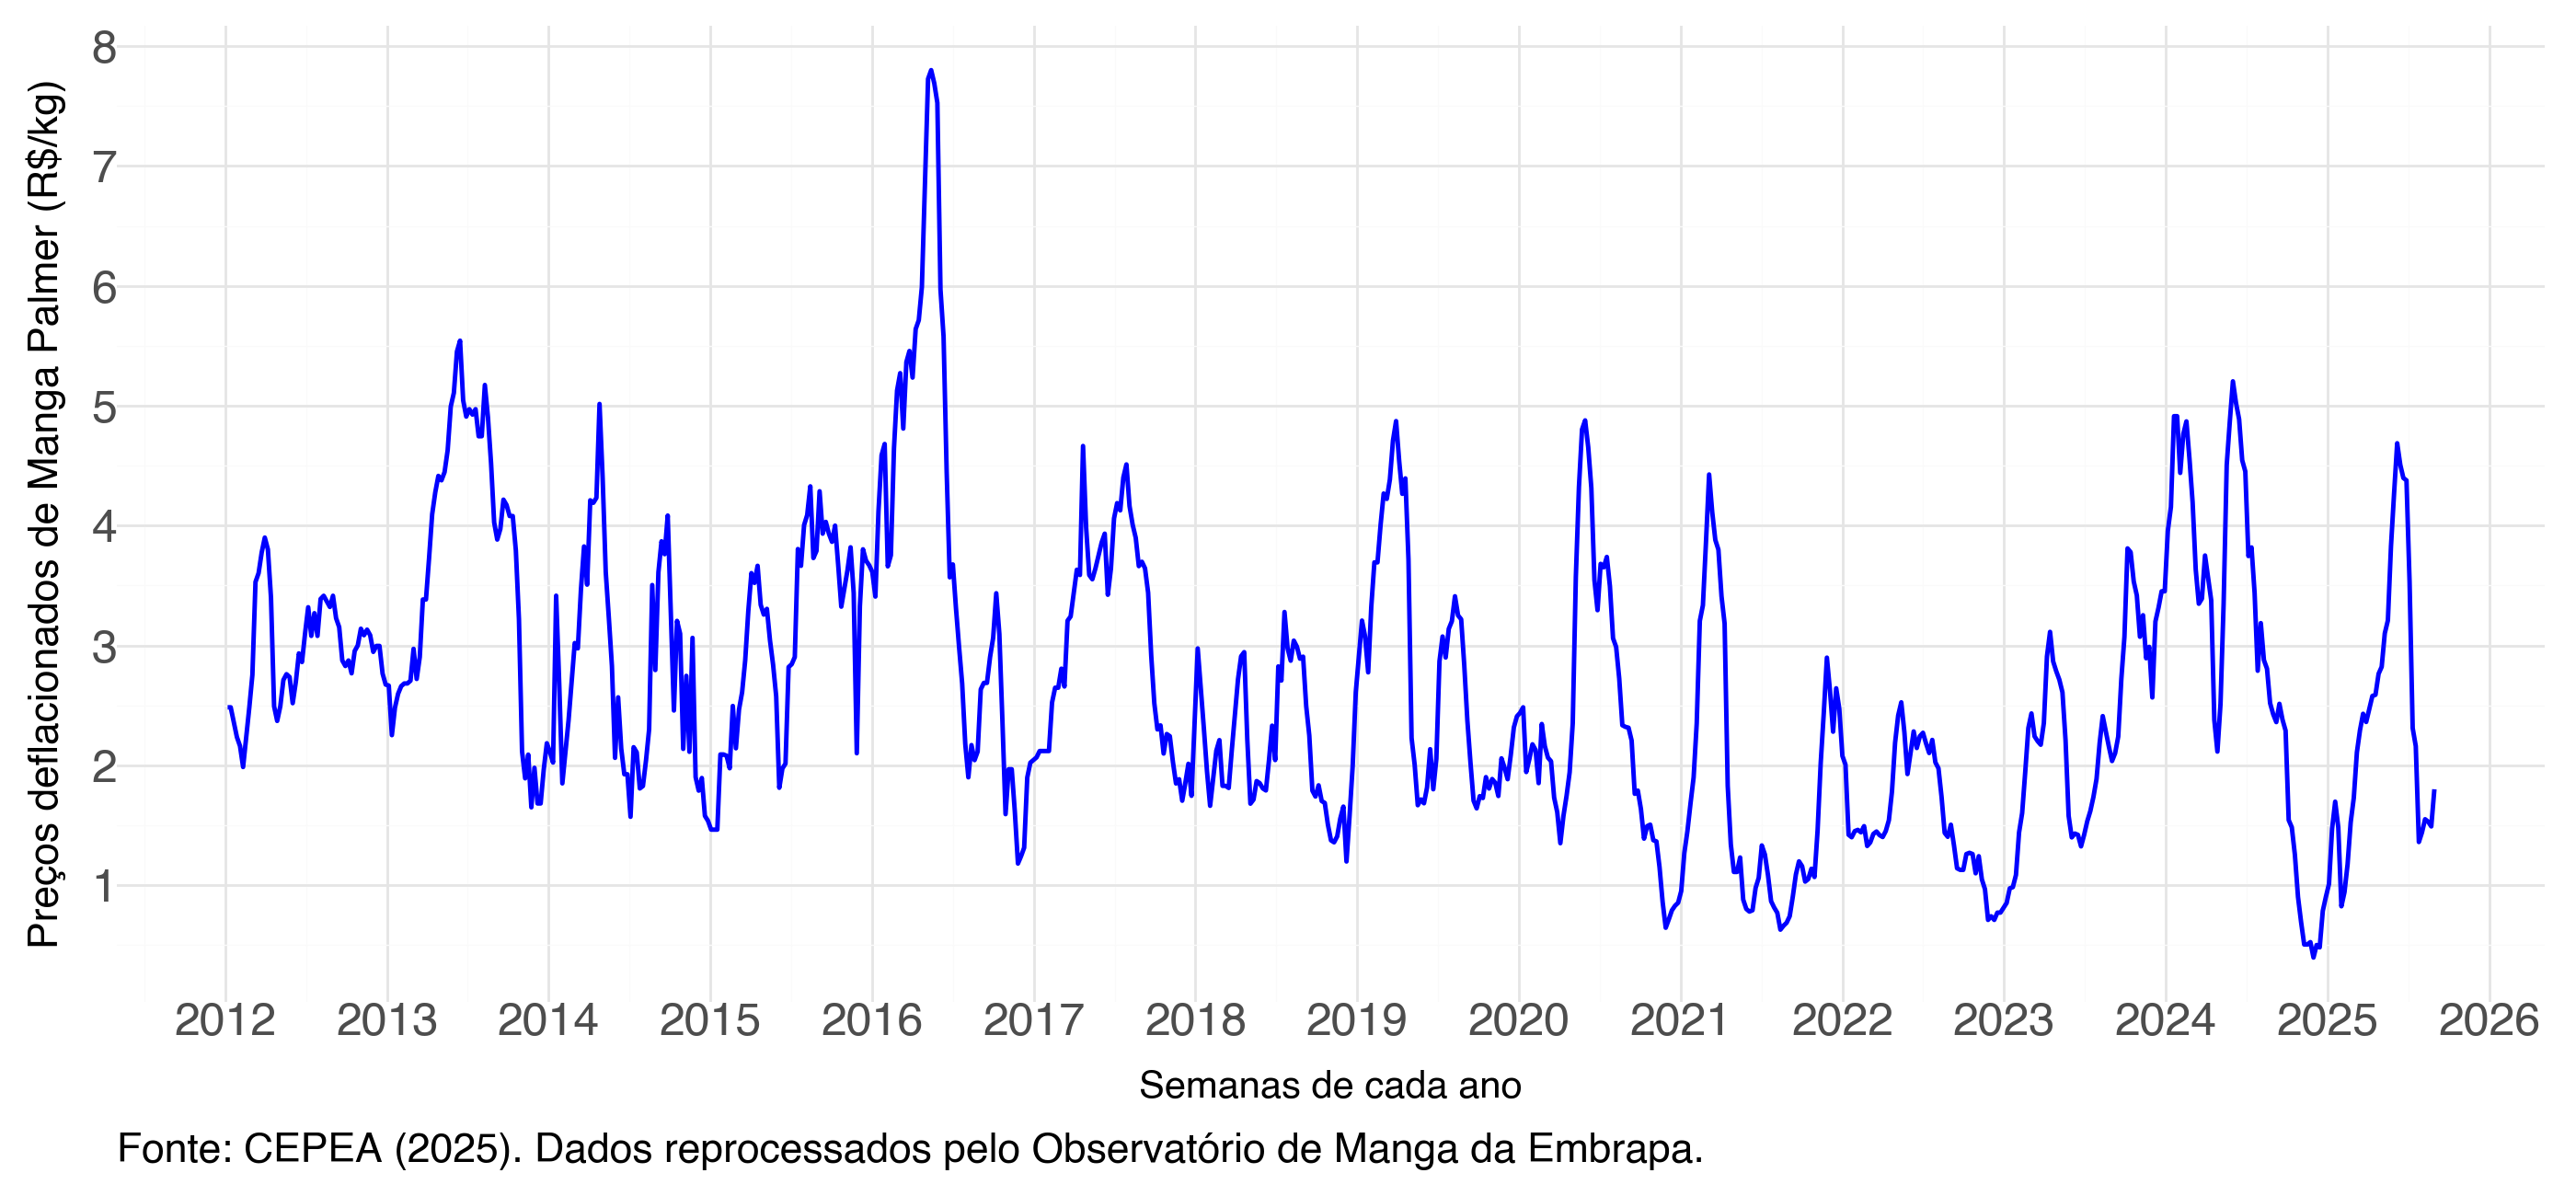 Preços deflacionados de Manga Palmer (R$/kg)
8
7
6
5
4
3
2
1
2012 2013 2014 2015 2016 2017 2018 2019 2020 2021 2022 2023 2024 2025 2026
Semanas de cada ano
Fonte: CEPEA (2025). Dados reprocessados pelo Observatório de Manga da Embrapa.